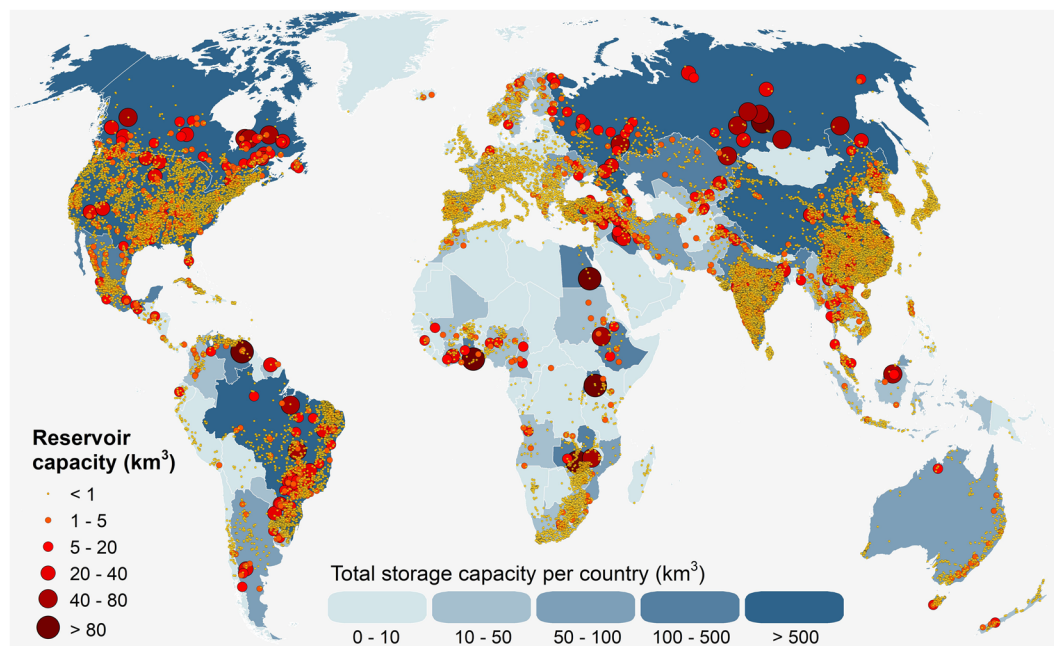 Reservoir
capacity (km³)
< 1
1 - 5
5 - 20
20 - 40
40 - 80
> 80
Total storage capacity per country (km³)
0 - 10
10 - 50
50 - 100
100 - 500
> 500